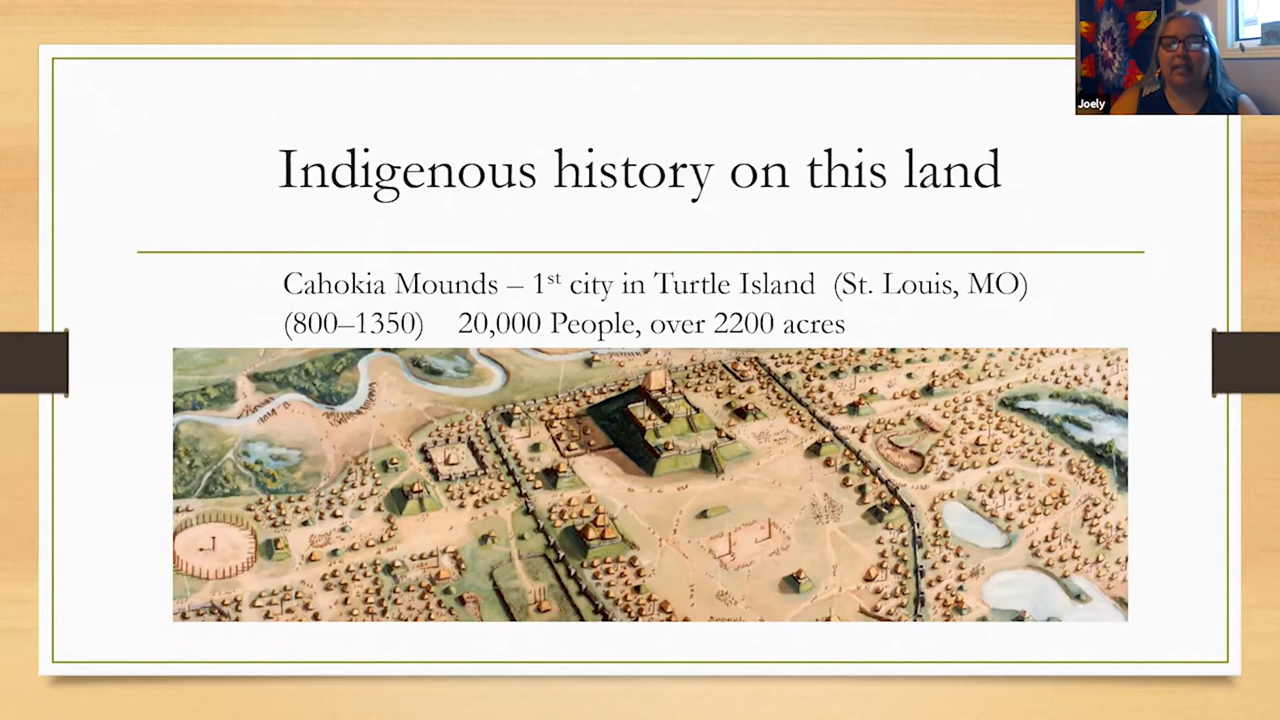 Joely
Indigenous history on this land
Cahokia Mounds – 1st city in Turtle Island (St. Louis, MO)
(800–1350) 20,000 People, over 2200 acres